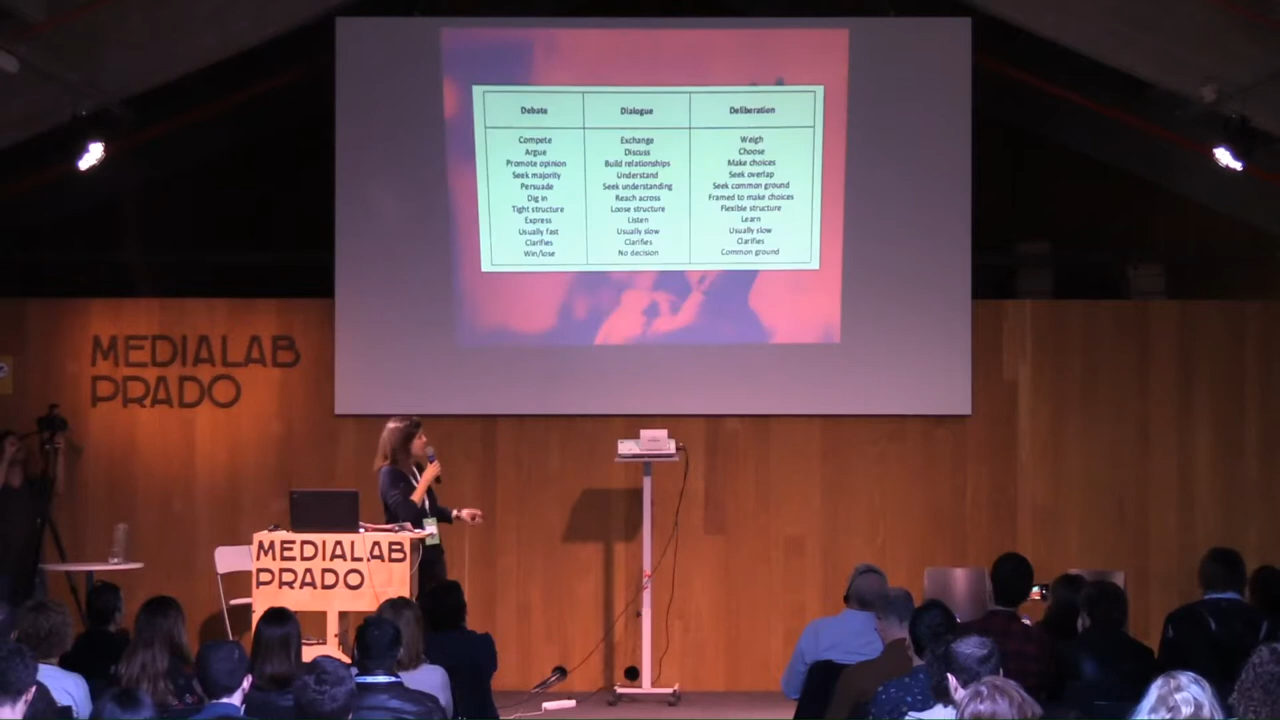 Debate Dialogue Deliberation
Compete Exchange Weigh
Argue Discuss Choose
Promote opinion Build relationships Make choices
Seek majority Understand Seek overlap
Persuade Seek understanding Seek common ground
Dig in Reach across Framed to make choices
Tight structure Loose structure Flexible structure
Express Listen Learn
Usually fast Usually slow Usually slow
Clarifies Clarifies Clarifies
Win/lose No decision Common ground
MEDIALAB
PRADO
MEDIALAB
PRADO